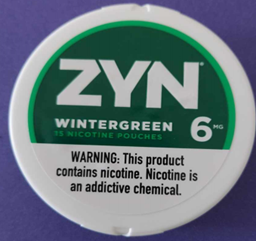 ZYN®
WINTERGREEN
15 NICOTINE POUCHES
6 MG
WARNING: This product
contains nicotine. Nicotine is
an addictive chemical.